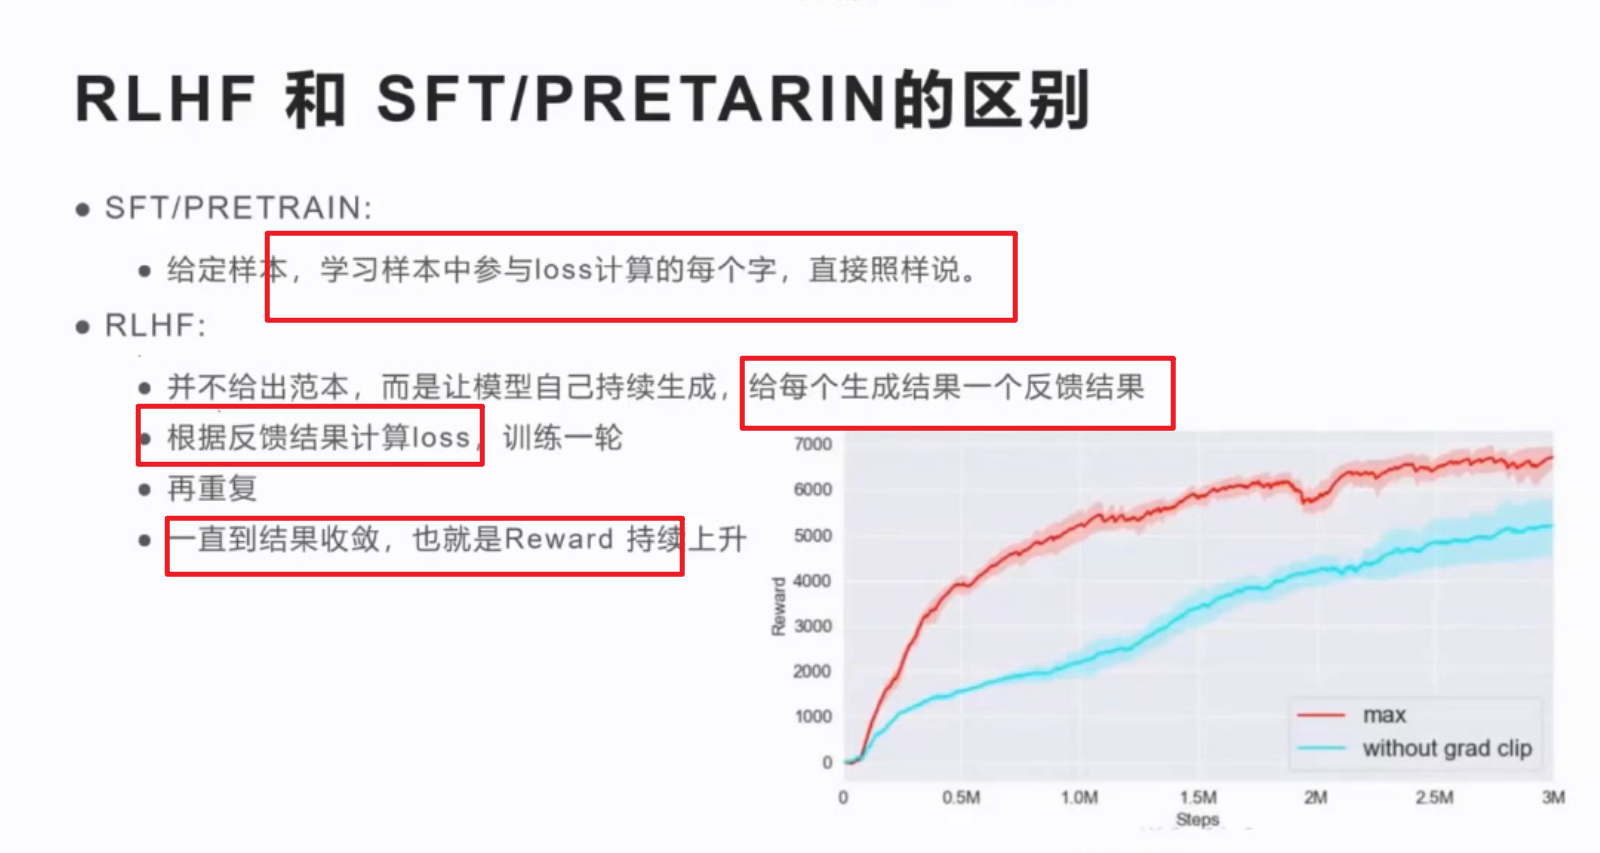 RLHF 和 SFT/PRETARIN的区别
SFT/PRETRAIN:
给定样本，学习样本中参与loss计算的每个字，直接照样说。
RLHF:
并不给出范本，而是让模型自己持续生成，给每个生成结果一个反馈结果
根据反馈结果计算loss，训练一轮
再重复
一直到结果收敛，也就是Reward 持续上升
7000
6000
5000
4000
3000
2000
1000
0
Reward
max
without grad clip
0 0.5M 1.0M 1.5M 2M 2.5M 3M
Steps